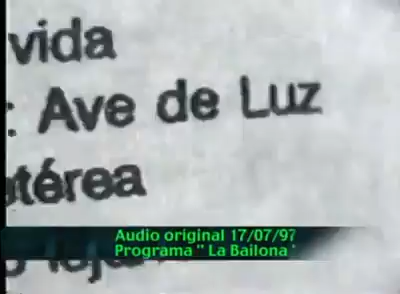 vida
: Ave de Luz
térea
Audio original 17/07/97
Programa " La Bailona "